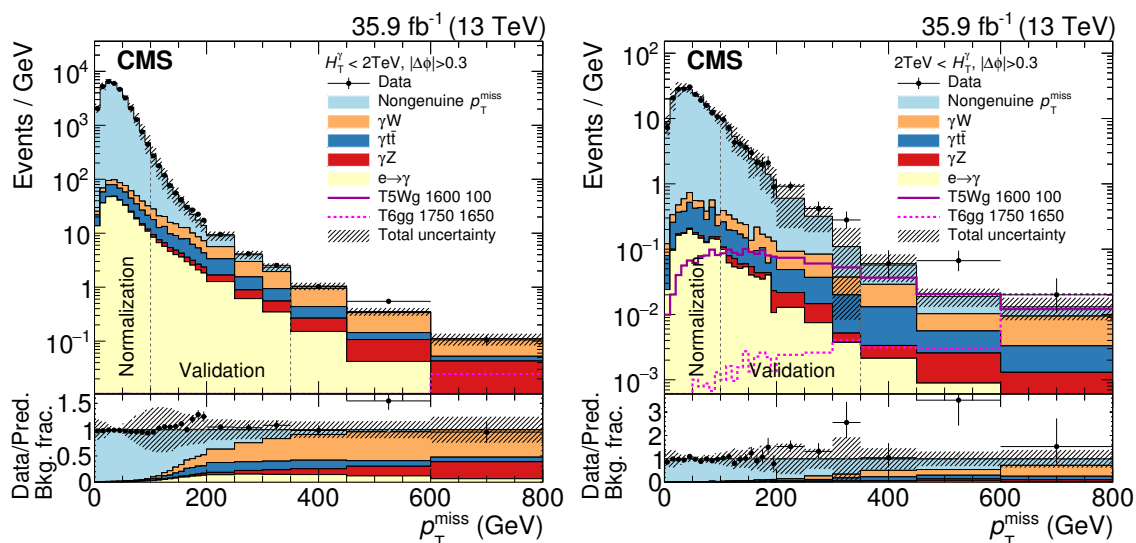 35.9 fb⁻¹ (13 TeV)
CMS
H_T^γ < 2TeV, |Δϕ|>0.3
Data
Nongenuine p_T^miss
γW
γtt̄
γZ
e→γ
T5Wg 1600 100
T6gg 1750 1650
Total uncertainty
Events / GeV
10⁴
10³
10²
10
1
10⁻¹
Normalization
Validation
Data/Pred.
Bkg. frac.
1.5
1
0.5
0
0 200 400 600 800
p_T^miss (GeV)
35.9 fb⁻¹ (13 TeV)
CMS
2TeV < H_T^γ, |Δϕ|>0.3
Data
Nongenuine p_T^miss
γW
γtt̄
γZ
e→γ
T5Wg 1600 100
T6gg 1750 1650
Total uncertainty
Events / GeV
10²
10
1
10⁻¹
10⁻²
10⁻³
Normalization
Validation
Data/Pred.
Bkg. frac.
3
2
1
0
0 200 400 600 800
p_T^miss (GeV)